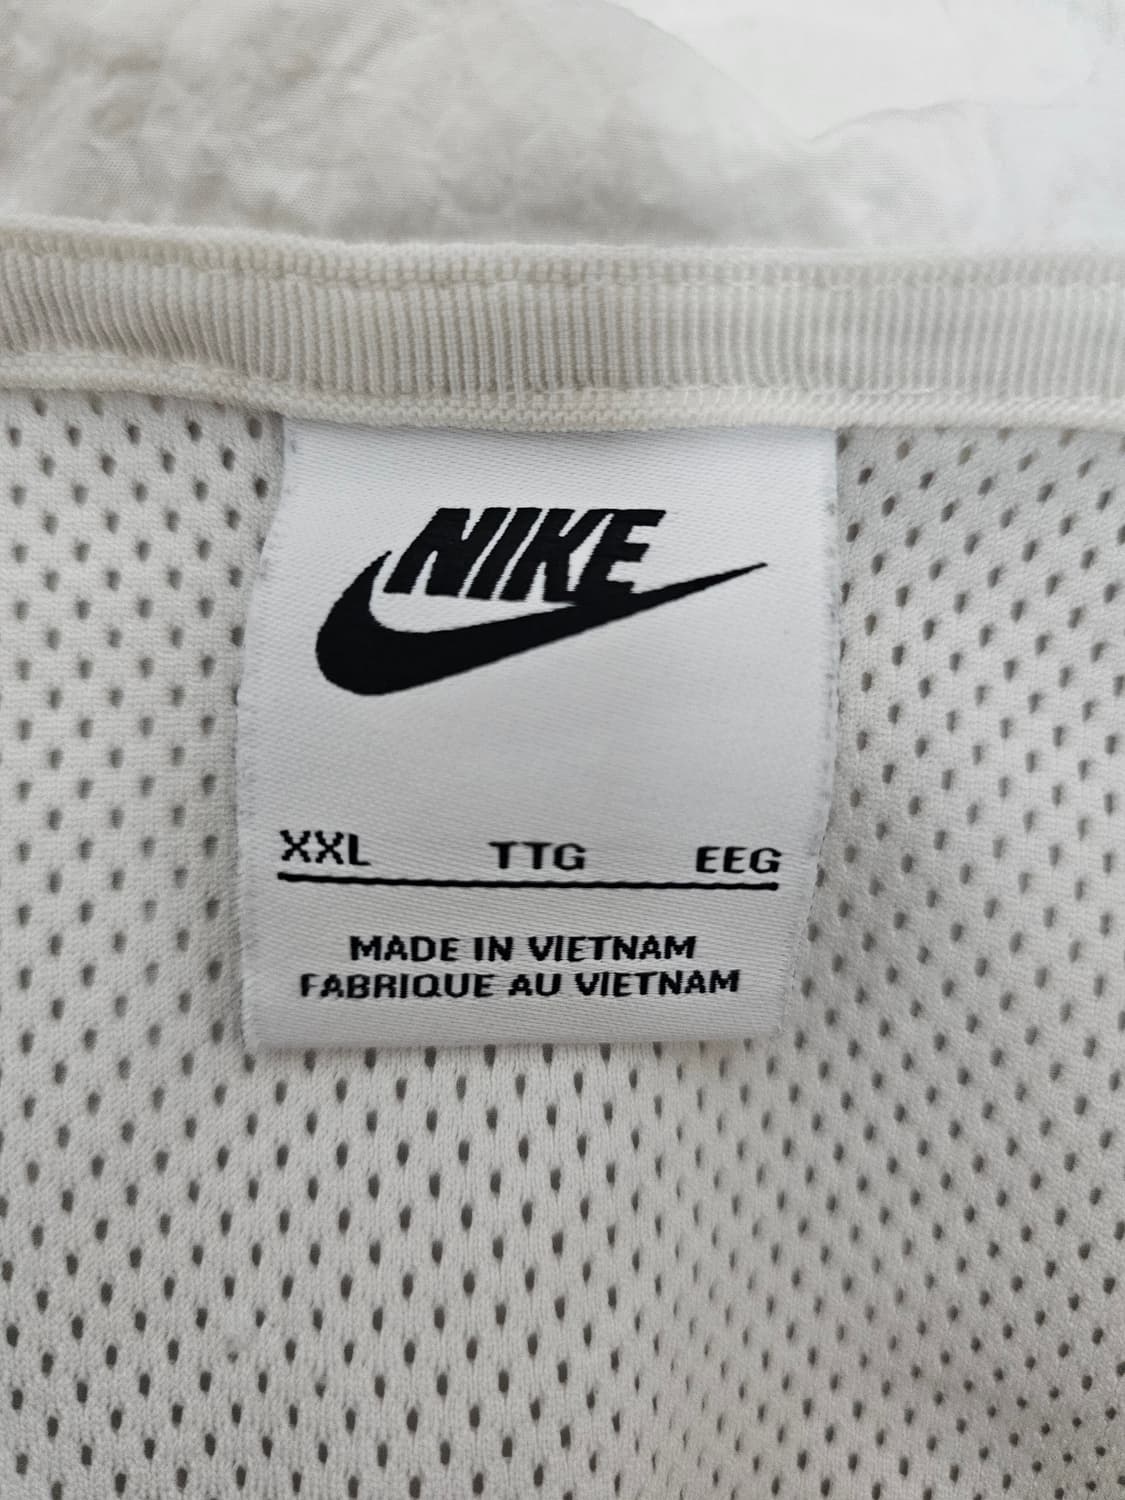 NIKE
XXL TTG EEG
MADE IN VIETNAM
FABRIQUE AU VIETNAM